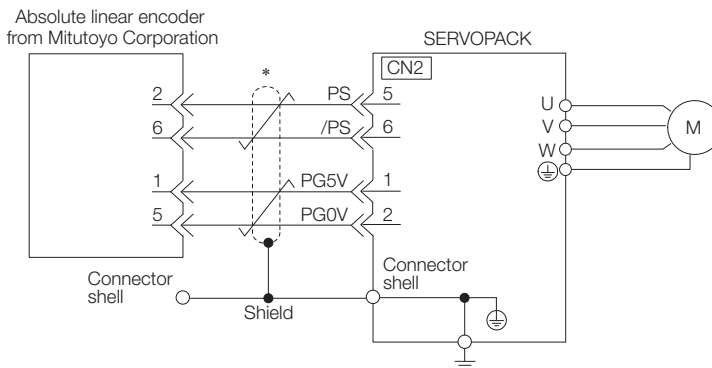 Absolute linear encoder
from Mitutoyo Corporation
SERVOPACK
CN2
*
2 PS 5
6 /PS 6
1 PG5V 1
5 PG0V 2
U
V
W
M
Connector
shell
Shield
Connector
shell